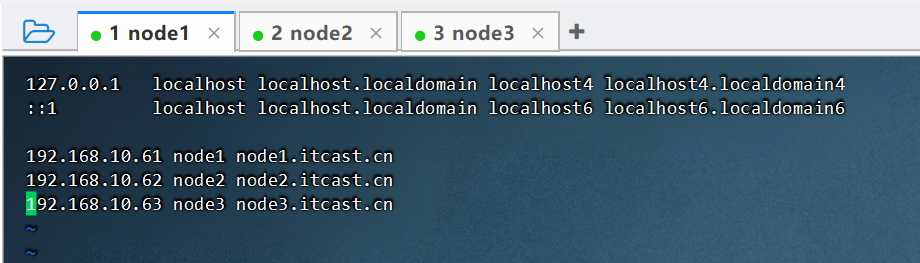 1 node1 × 2 node2 × 3 node3 × +
127.0.0.1   localhost localhost.localdomain localhost4 localhost4.localdomain4
::1         localhost localhost.localdomain localhost6 localhost6.localdomain6
192.168.10.61 node1 node1.itcast.cn
192.168.10.62 node2 node2.itcast.cn
192.168.10.63 node3 node3.itcast.cn
~
~